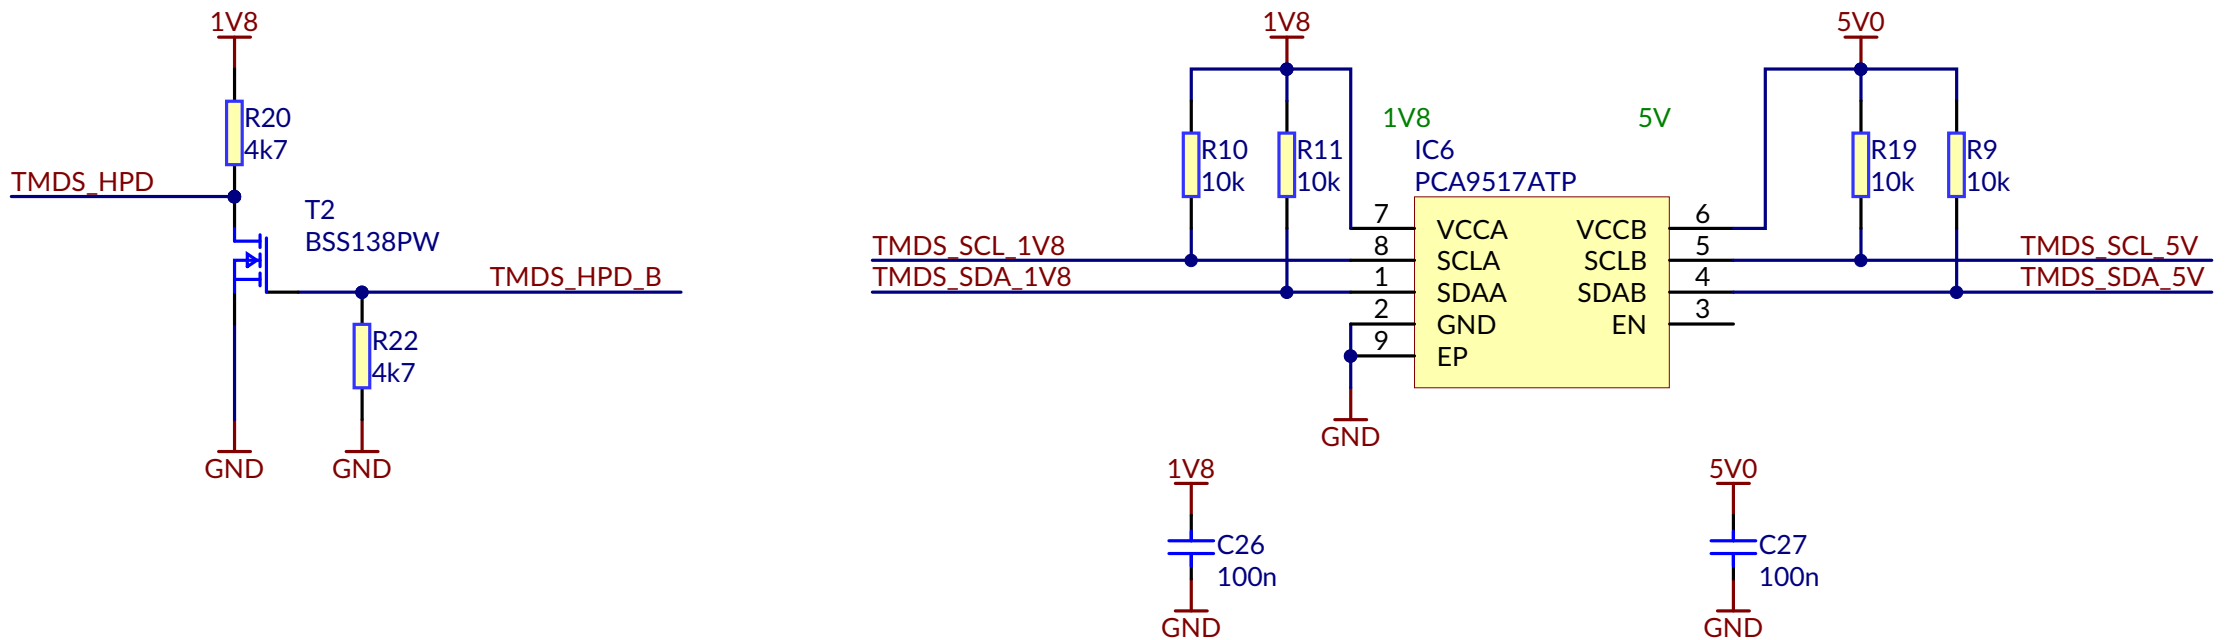 1V8
R20
4k7
TMDS_HPD
T2
BSS138PW
TMDS_HPD_B
R22
4k7
GND
GND
1V8
5V0
1V8
5V
R10
10k
R11
10k
IC6
PCA9517ATP
R19
10k
R9
10k
7
VCCA
VCCB
6
TMDS_SCL_1V8
8
SCLA
SCLB
5
TMDS_SCL_5V
TMDS_SDA_1V8
1
SDAA
SDAB
4
TMDS_SDA_5V
2
GND
EN
3
9
EP
GND
1V8
C26
100n
GND
5V0
C27
100n
GND